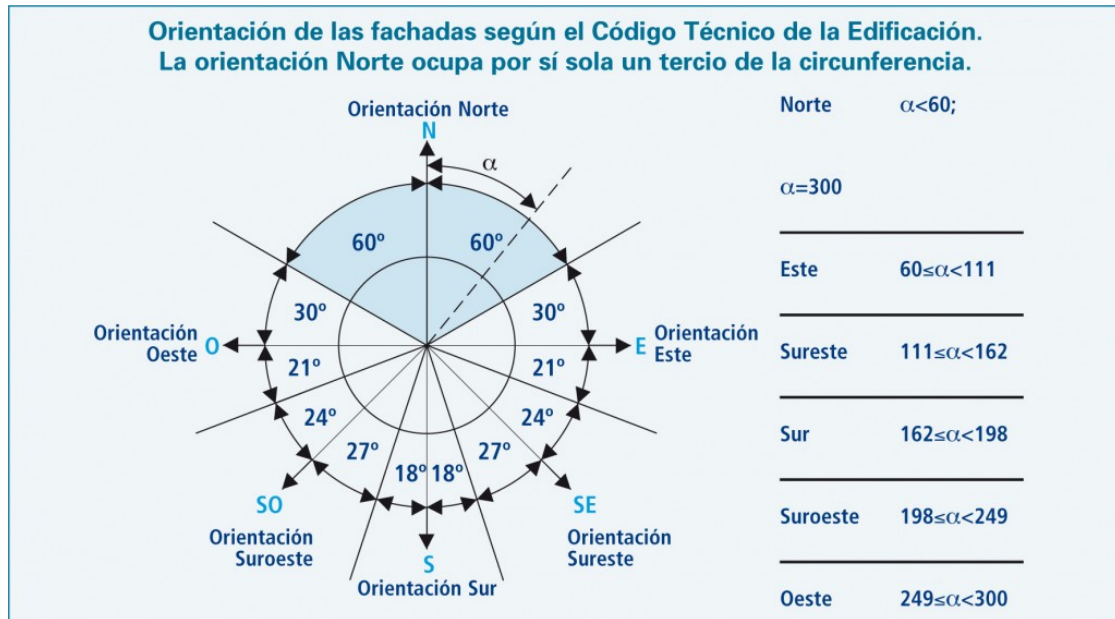 Orientación de las fachadas según el Código Técnico de la Edificación.
La orientación Norte ocupa por sí sola un tercio de la circunferencia.
Orientación Norte
N
α
60º
60º
30º
30º
Orientación
Oeste
O
E
Orientación
Este
21º
21º
24º
24º
27º
27º
18º
18º
SO
Orientación
Suroeste
SE
Orientación
Sureste
S
Orientación Sur
Norte α<60;
α=300
Este 60≤α<111
Sureste 111≤α<162
Sur 162≤α<198
Suroeste 198≤α<249
Oeste 249≤α<300